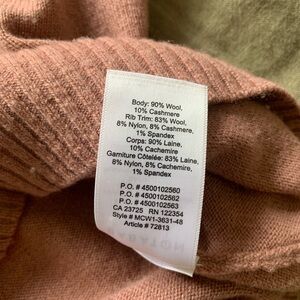 Body: 90% Wool,
10% Cashmere
Rib Trim: 83% Wool,
8% Nylon, 8% Cashmere,
1% Spandex
Corps: 90% Laine,
10% Cachemire
Garniture Côtelée: 83% Laine,
8% Nylon, 8% Cachemire,
1% Spandex
P.O. # 4500102560
P.O. # 4500102562
P.O. # 4500102563
CA 23725 RN 122354
Style # MCW1-3631-48
Article # 72813